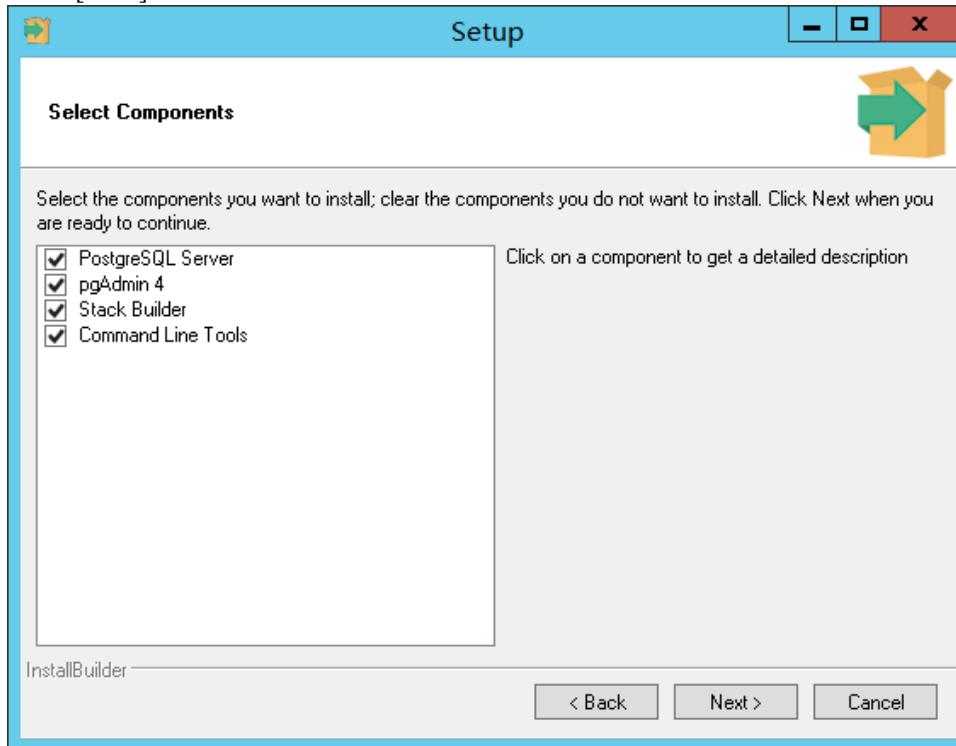 Setup
Select Components
Select the components you want to install; clear the components you do not want to install. Click Next when you
are ready to continue.
PostgreSQL Server
pgAdmin 4
Stack Builder
Command Line Tools
Click on a component to get a detailed description
InstallBuilder
< Back
Next >
Cancel